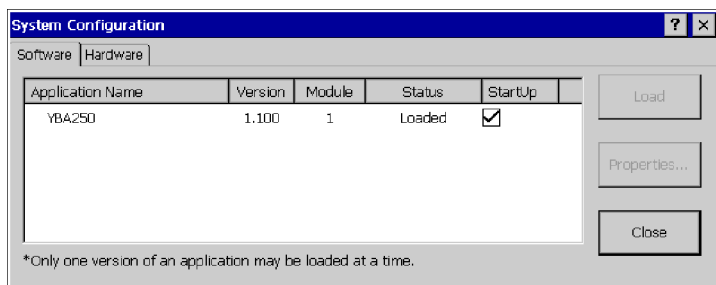 System Configuration ? ×
Software Hardware
Application Name Version Module Status StartUp Load
YBA250 1.100 1 Loaded
Properties...
Close
*Only one version of an application may be loaded at a time.